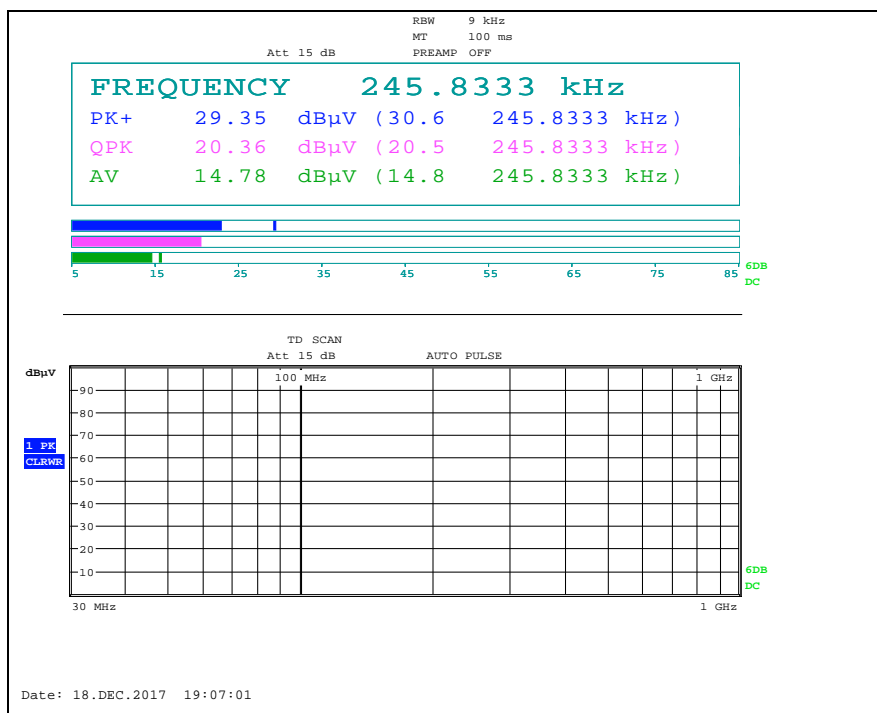 RBW 9 kHz
MT 100 ms
Att 15 dB PREAMP OFF
FREQUENCY 245.8333 kHz
PK+ 29.35 dBµV (30.6 245.8333 kHz)
QPK 20.36 dBµV (20.5 245.8333 kHz)
AV 14.78 dBµV (14.8 245.8333 kHz)
6DB
5 15 25 35 45 55 65 75 85
DC
TD SCAN
Att 15 dB AUTO PULSE
dBµV
100 MHz 1 GHz
90
80
70
1 PK
60
CLRWR
50
40
30
20
10
6DB
DC
30 MHz 1 GHz
Date: 18.DEC.2017 19:07:01